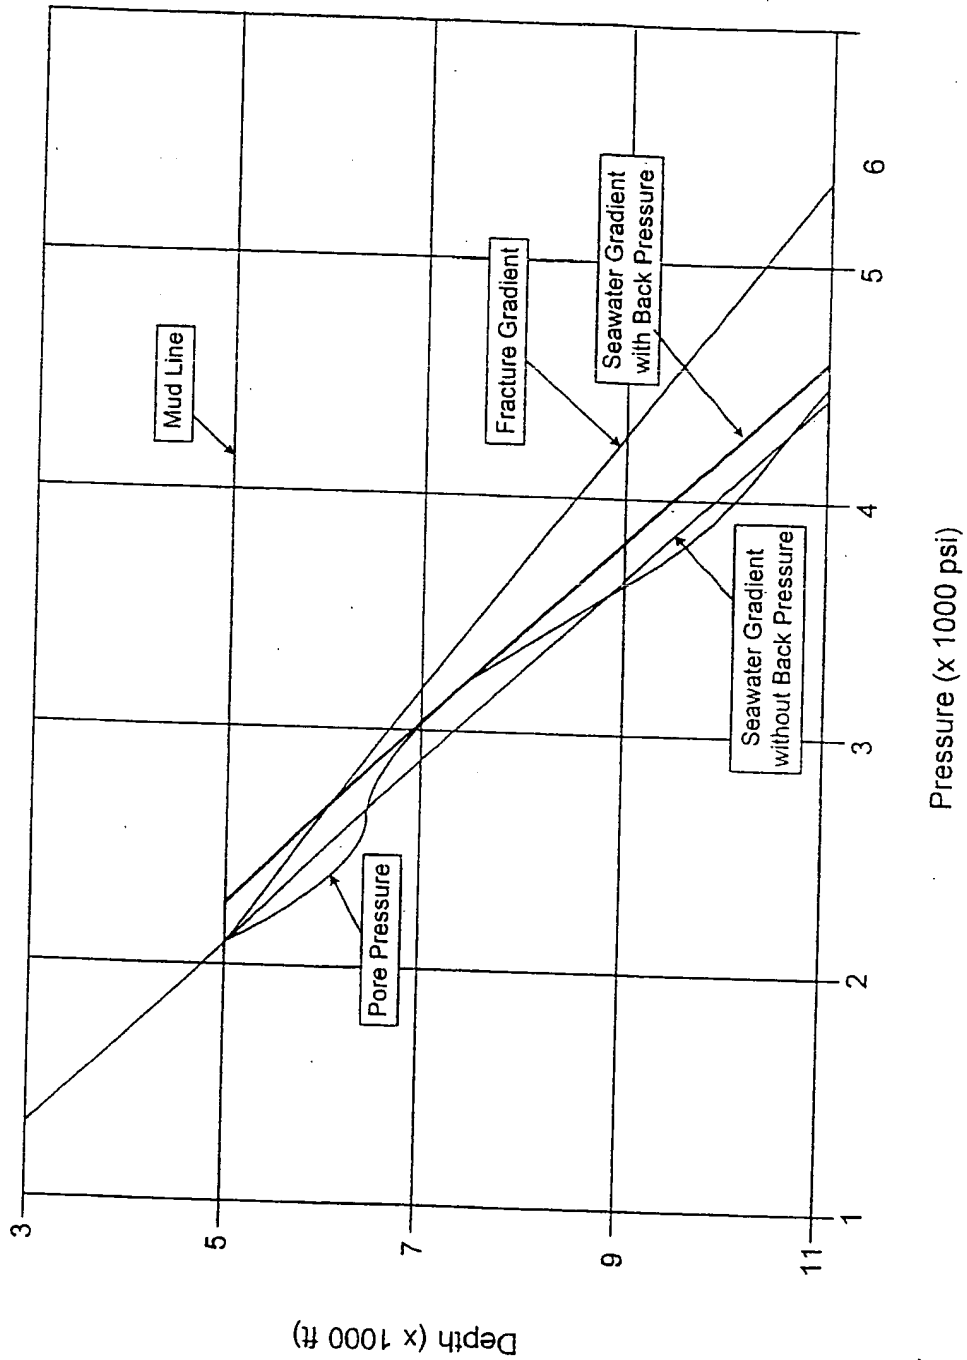 3
5
7
9
11
Depth (x 1000 ft)
Mud Line
Fracture Gradient
Seawater Gradient
with Back Pressure
Pore Pressure
Seawater Gradient
without Back Pressure
1
2
3
4
5
6
Pressure (x 1000 psi)